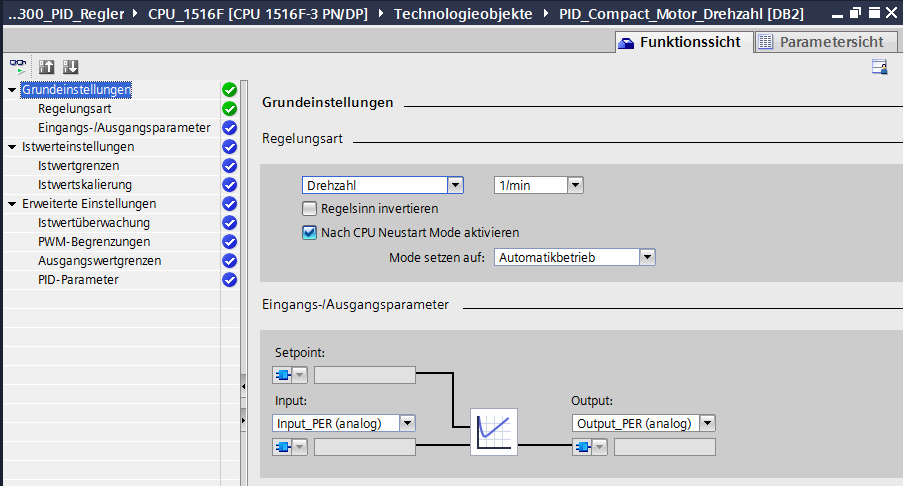 ..300_PID_Regler › CPU_1516F [CPU 1516F-3 PN/DP] › Technologieobjekte › PID_Compact_Motor_Drehzahl [DB2]
Funktionssicht Parametersicht
Grundeinstellungen
Regelungsart
Eingangs-/Ausgangsparameter
Istwerteinstellungen
Istwertgrenzen
Istwertskalierung
Erweiterte Einstellungen
Istwertüberwachung
PWM-Begrenzungen
Ausgangswertgrenzen
PID-Parameter
Grundeinstellungen
Regelungsart
Drehzahl 1/min
Regelsinn invertieren
Nach CPU Neustart Mode aktivieren
Mode setzen auf: Automatikbetrieb
Eingangs-/Ausgangsparameter
Setpoint:
Input: Output:
Input_PER (analog) Output_PER (analog)